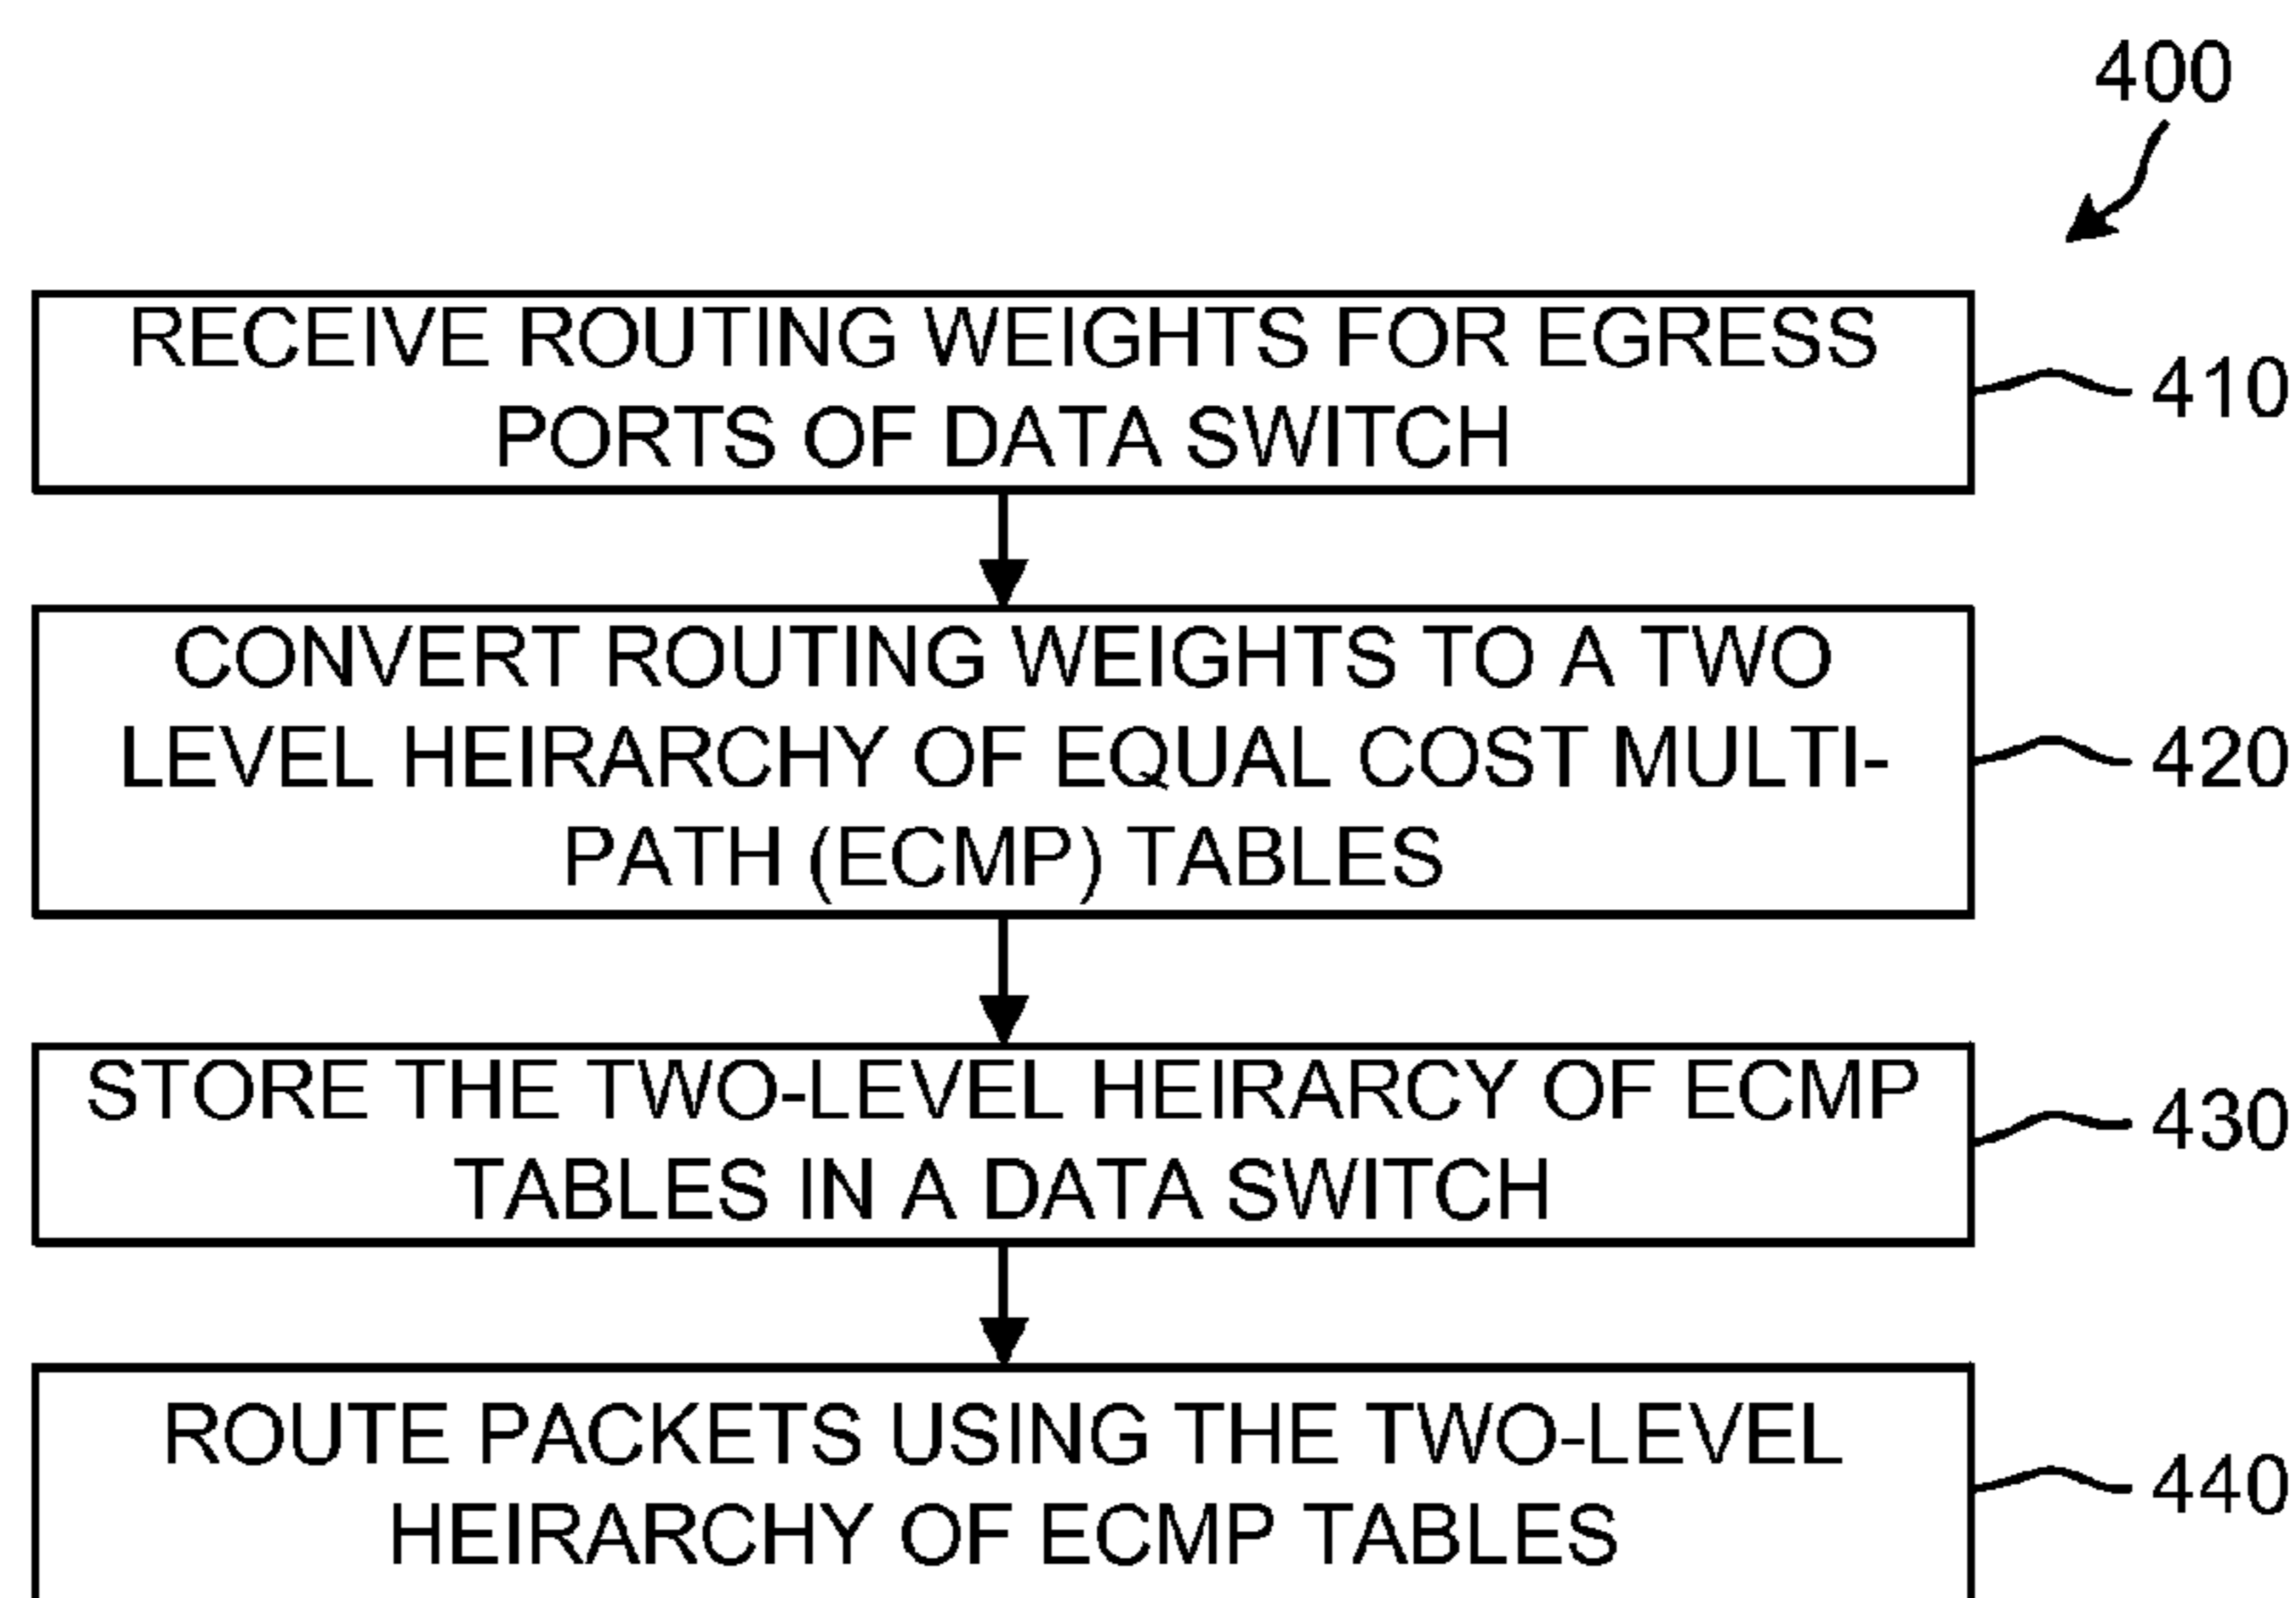 400
RECEIVE ROUTING WEIGHTS FOR EGRESS
PORTS OF DATA SWITCH
410
CONVERT ROUTING WEIGHTS TO A TWO
LEVEL HEIRARCHY OF EQUAL COST MULTI-
PATH (ECMP) TABLES
420
STORE THE TWO-LEVEL HEIRARCY OF ECMP
TABLES IN A DATA SWITCH
430
ROUTE PACKETS USING THE TWO-LEVEL
HEIRARCHY OF ECMP TABLES
440